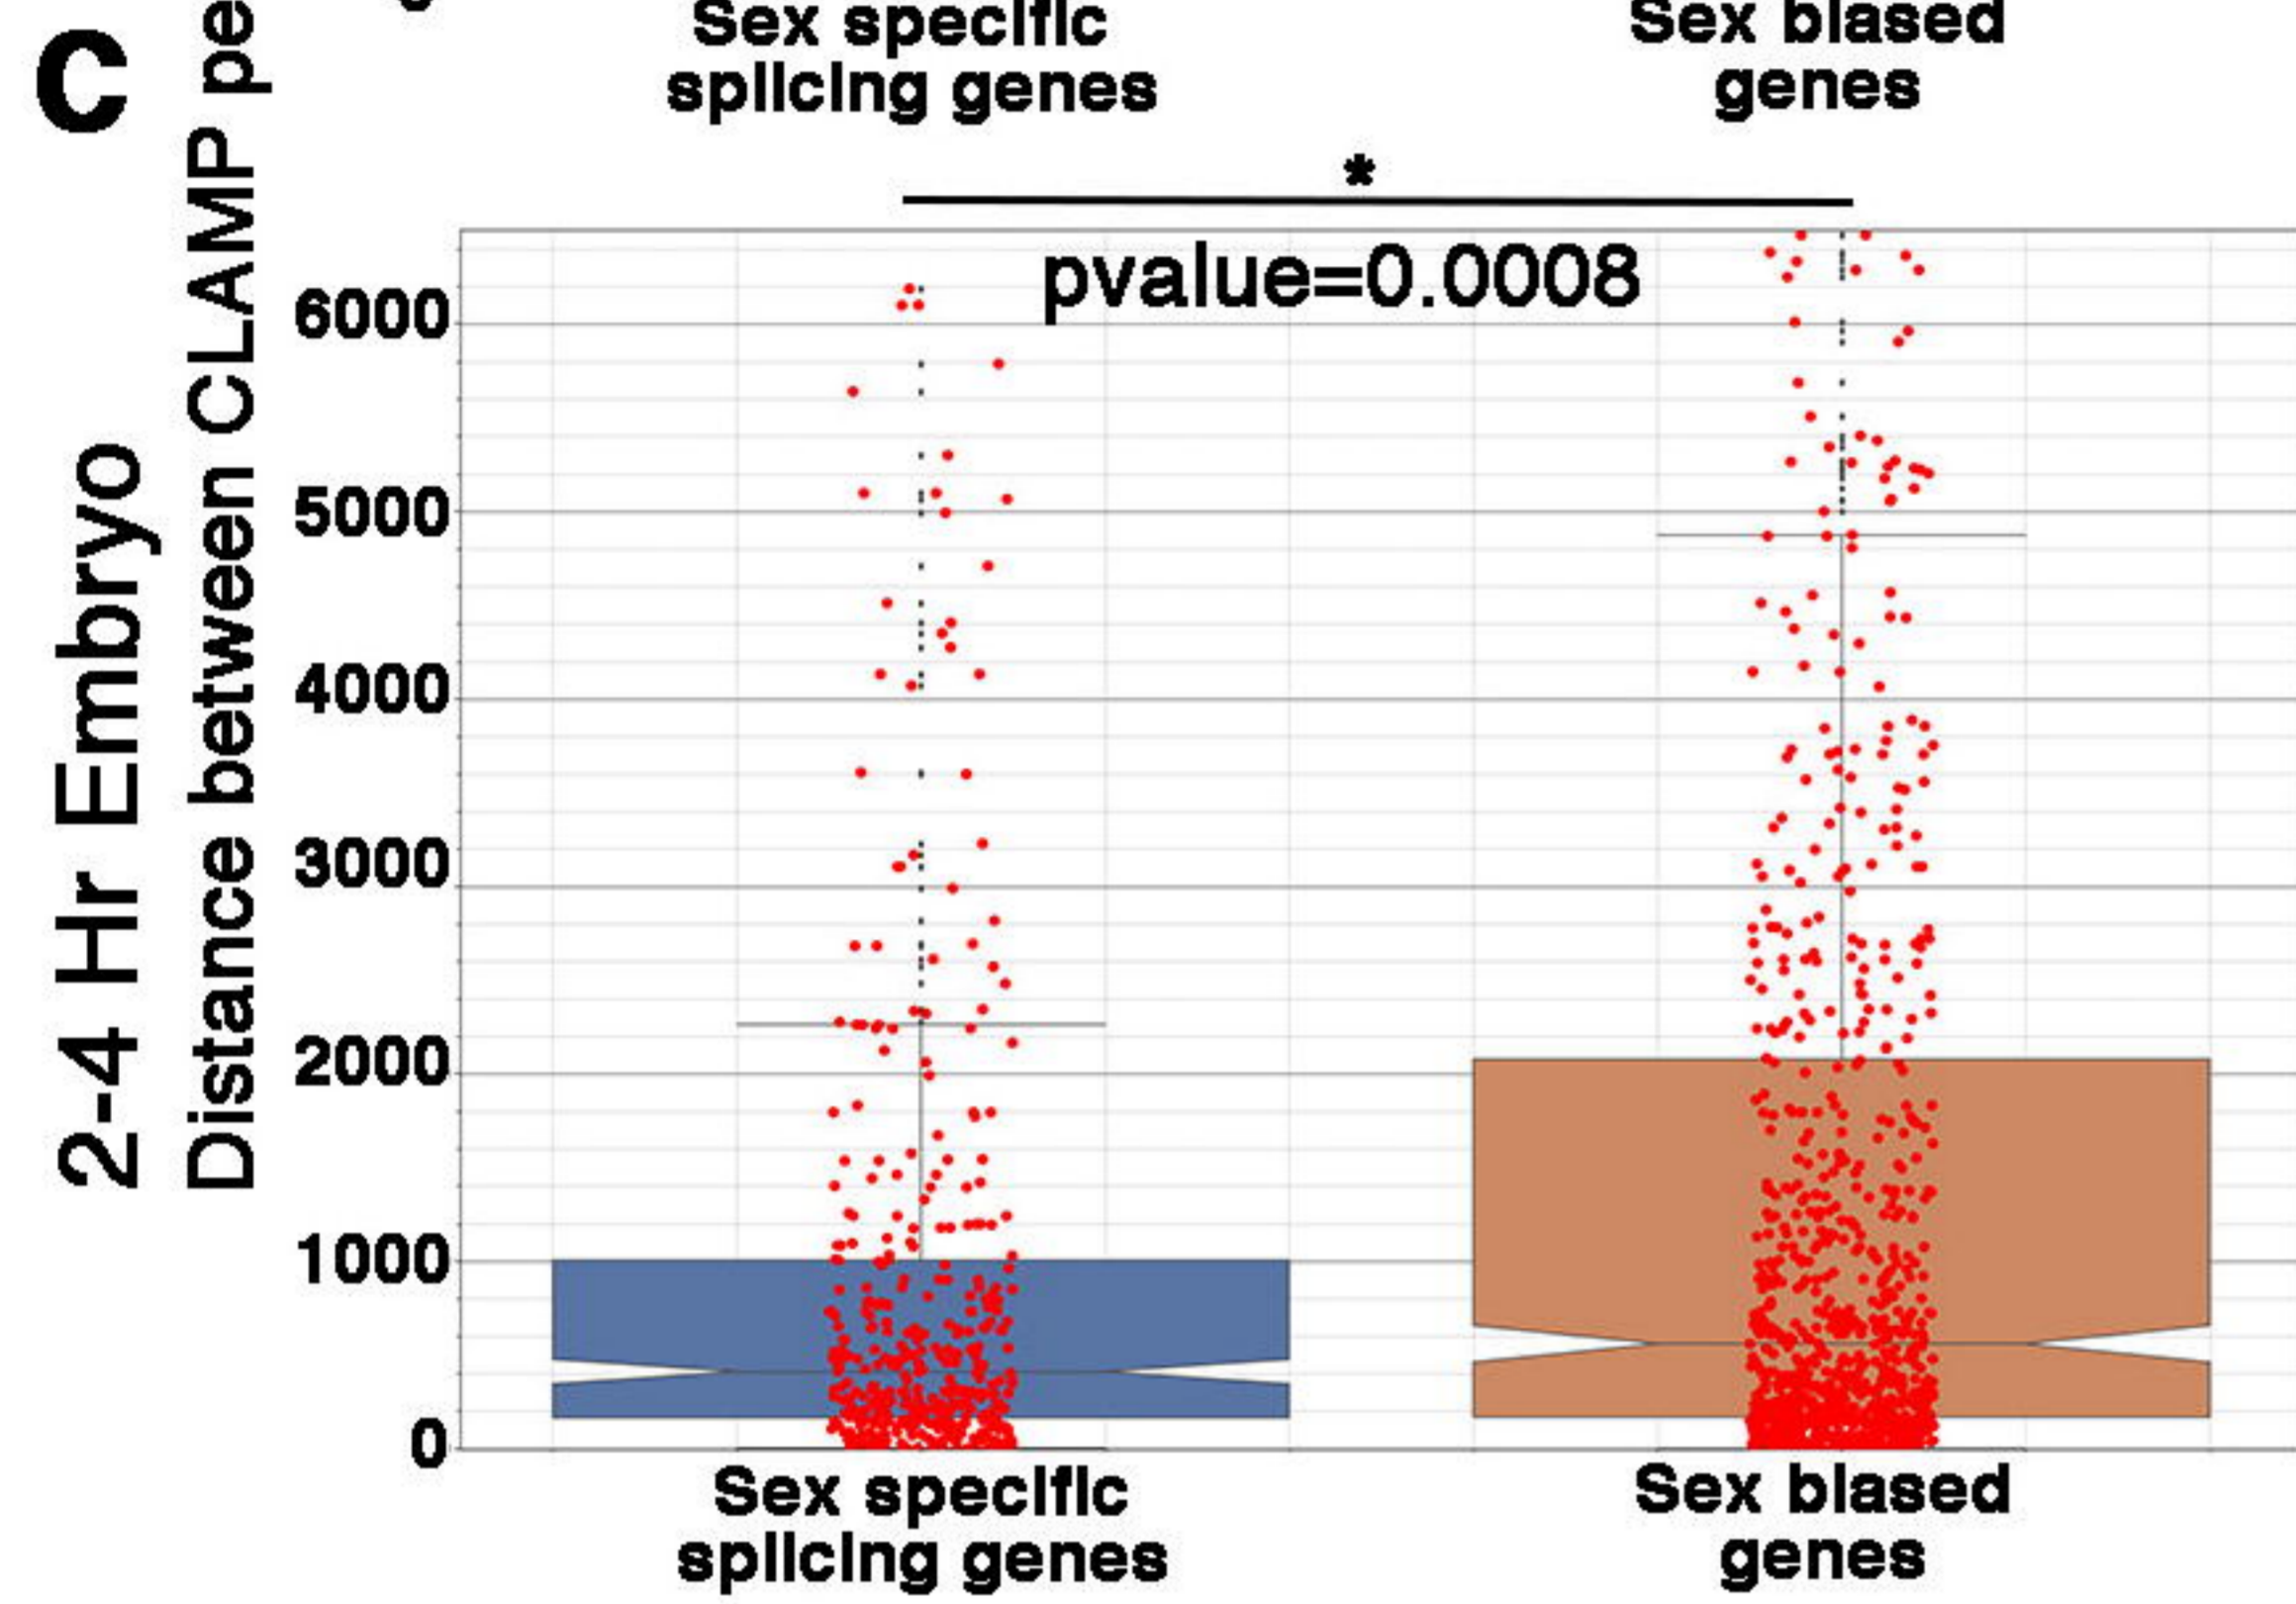 Sex specific
splicing genes
Sex biased
genes
C
2-4 Hr Embryo
Distance between CLAMP pe
*
pvalue=0.0008
6000
5000
4000
3000
2000
1000
0
Sex specific
splicing genes
Sex biased
genes